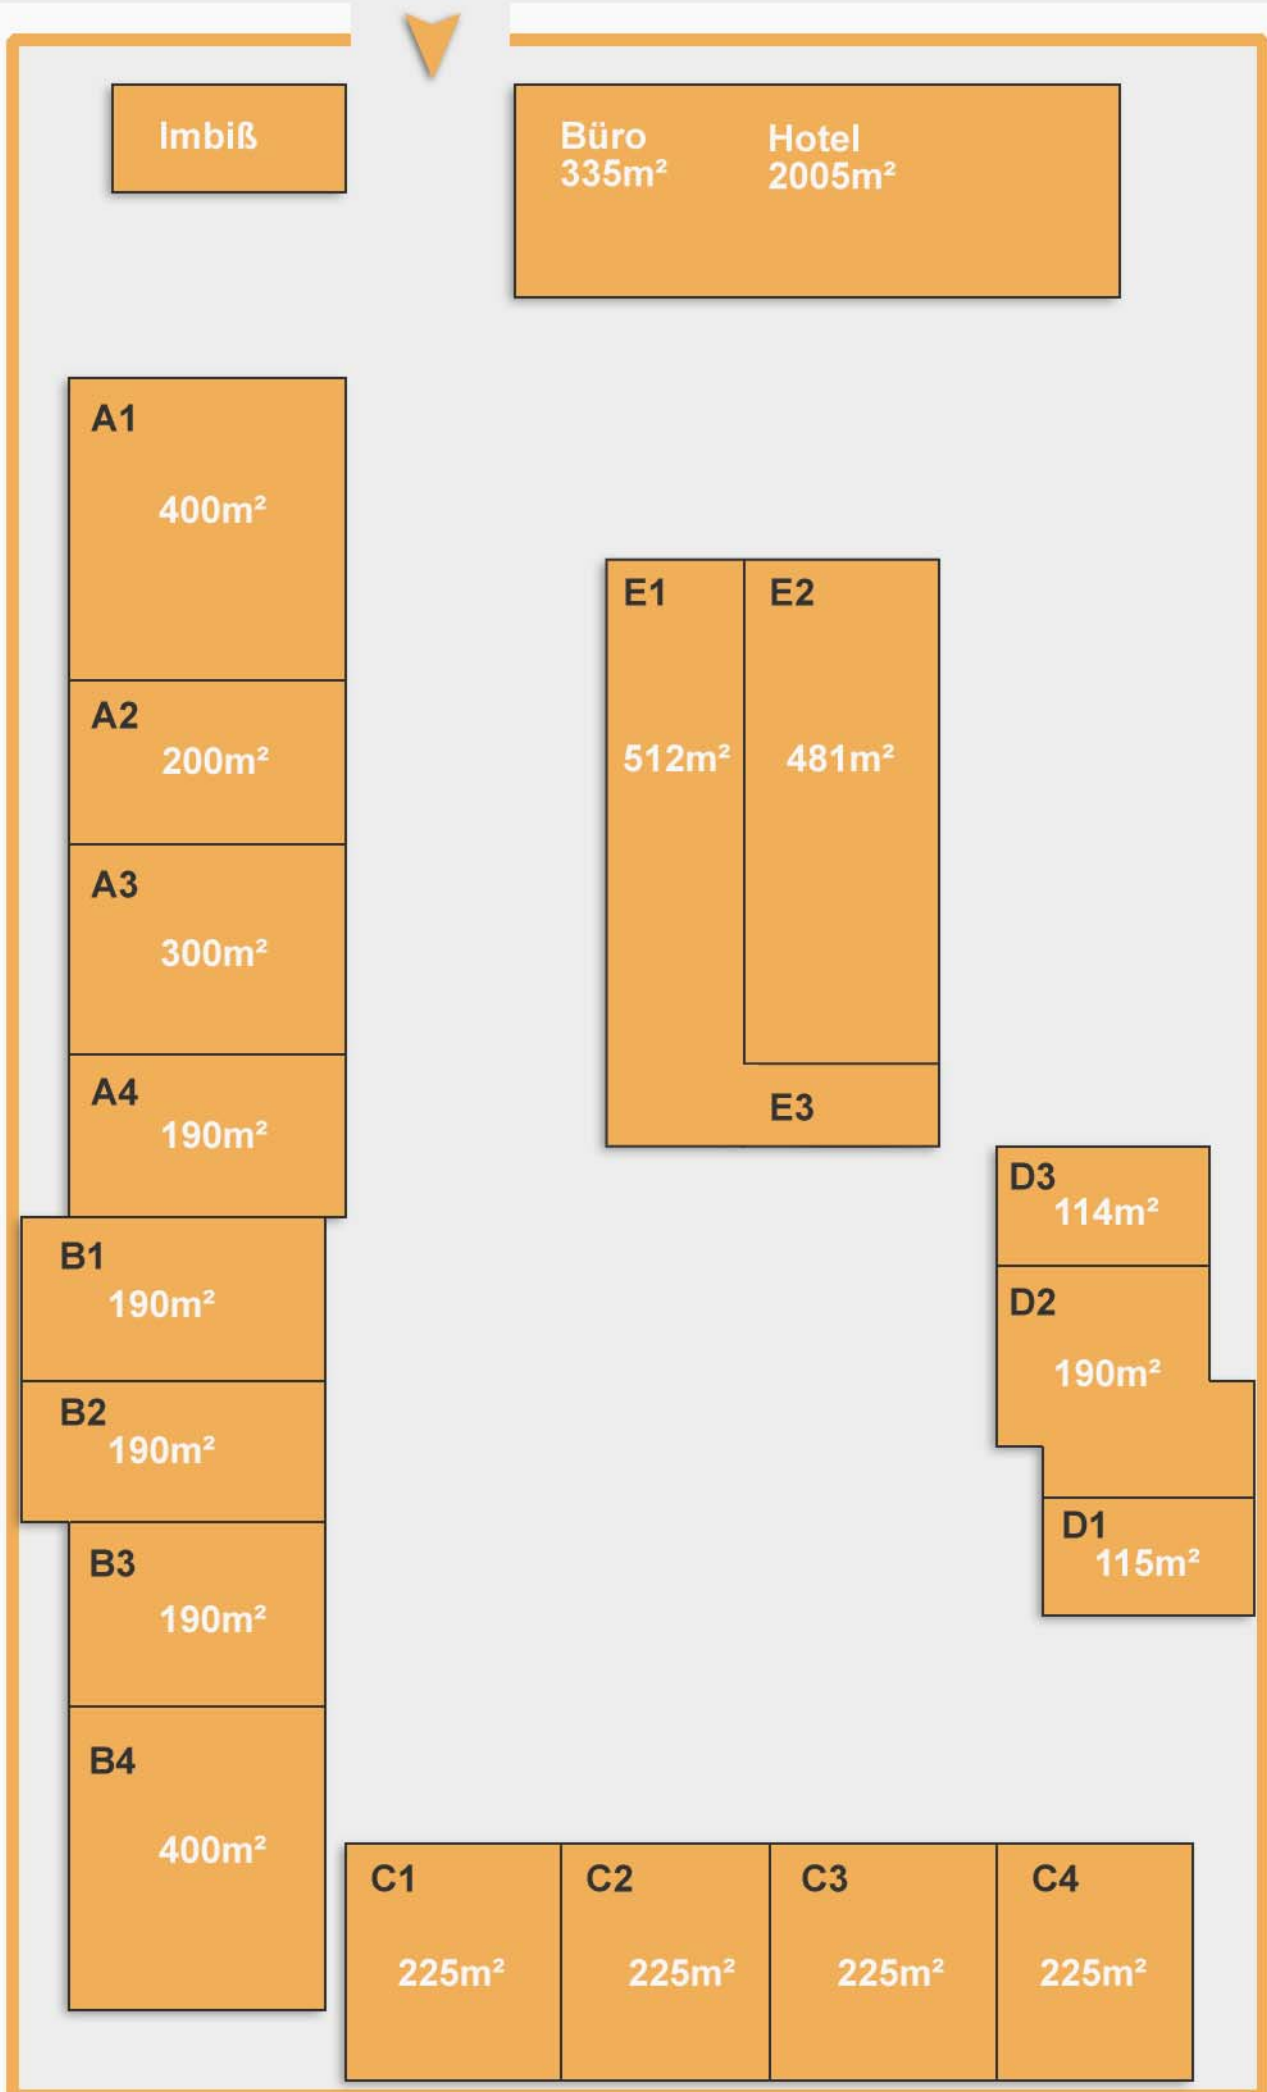 Imbiß
Büro
335m²
Hotel
2005m²
A1
400m²
A2
200m²
A3
300m²
A4
190m²
E1
512m²
E2
481m²
E3
B1
190m²
B2
190m²
B3
190m²
B4
400m²
D3
114m²
D2
190m²
D1
115m²
C1
225m²
C2
225m²
C3
225m²
C4
225m²